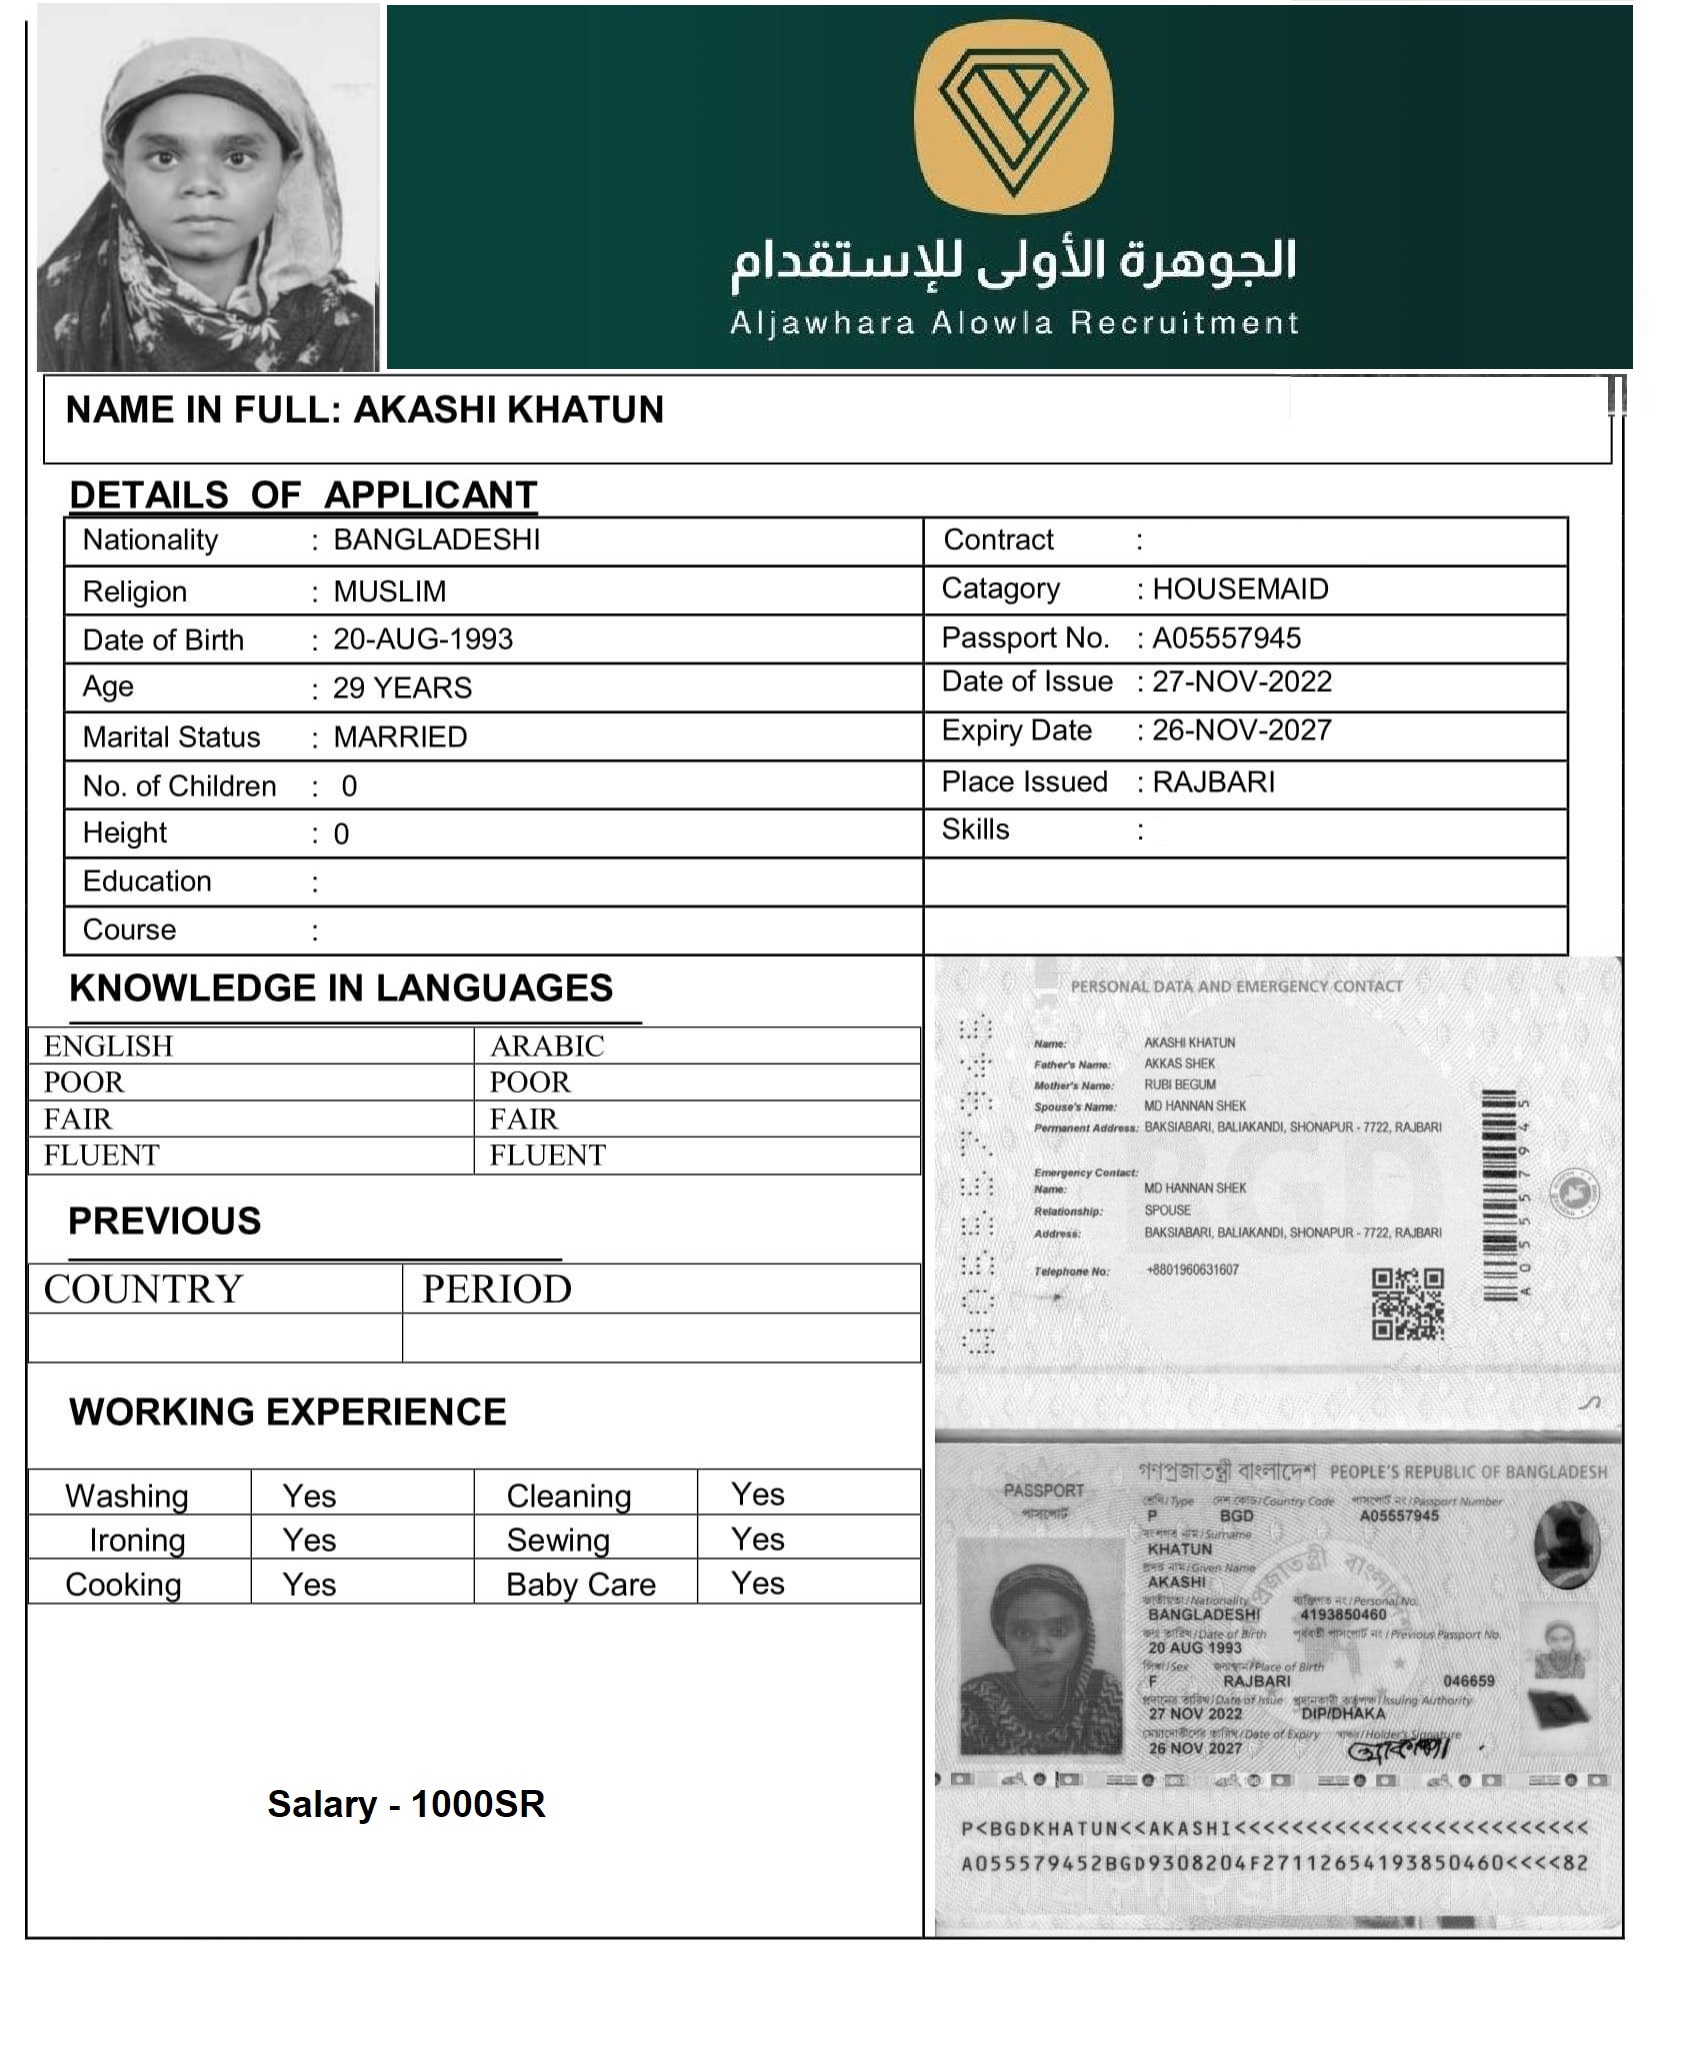 الجوهرة الأولى للإستقدام
Aljawhara Alowla Recruitment
NAME IN FULL: AKASHI KHATUN
DETAILS OF APPLICANT
Nationality : BANGLADESHI
Contract :
Religion : MUSLIM
Catagory : HOUSEMAID
Date of Birth : 20-AUG-1993
Passport No. : A05557945
Age : 29 YEARS
Date of Issue : 27-NOV-2022
Marital Status : MARRIED
Expiry Date : 26-NOV-2027
No. of Children : 0
Place Issued : RAJBARI
Height : 0
Skills :
Education :
Course :
KNOWLEDGE IN LANGUAGES
ENGLISH ARABIC
POOR POOR
FAIR FAIR
FLUENT FLUENT
PREVIOUS
COUNTRY PERIOD
WORKING EXPERIENCE
Washing Yes Cleaning Yes
Ironing Yes Sewing Yes
Cooking Yes Baby Care Yes
Salary - 1000SR
PERSONAL DATA AND EMERGENCY CONTACT
Name: AKASHI KHATUN
Father's Name: AKKAS SHEK
Mother's Name: RUBI BEGUM
Spouse's Name: MD HANNAN SHEK
Permanent Address: BAKSIABARI, BALIAKANDI, SHONAPUR - 7722, RAJBARI
Emergency Contact:
Name: MD HANNAN SHEK
Relationship: SPOUSE
Address: BAKSIABARI, BALIAKANDI, SHONAPUR - 7722, RAJBARI
Telephone No: +8801960631607
A05557945
BGD
গণপ্রজাতন্ত্রী বাংলাদেশ PEOPLE'S REPUBLIC OF BANGLADESH
PASSPORT
পাসপোর্ট
শ্রেণি/Type দেশ কোড/Country Code পাসপোর্ট নং/Passport Number
P BGD A05557945
বংশগত নাম/Surname
KHATUN
প্রদত্ত নাম/Given Name
AKASHI
জাতীয়তা/Nationality ব্যক্তিগত নং/Personal No.
BANGLADESHI 4193850460
জন্ম তারিখ/Date of Birth পূর্ববর্তী পাসপোর্ট নং/Previous Passport No.
20 AUG 1993
লিঙ্গ/Sex জন্মস্থান/Place of Birth
F RAJBARI 046659
প্রদানের তারিখ/Date of Issue প্রদানকারী কর্তৃপক্ষ/Issuing Authority
27 NOV 2022 DIP/DHAKA
মেয়াদোত্তীর্ণের তারিখ/Date of Expiry স্বাক্ষর/Holder's Signature
26 NOV 2027
P<BGDKHATUN<<AKASHI<<<<<<<<<<<<<<<<<<<<<<<<<
A055579452BGD9308204F27112654193850460<<<<82